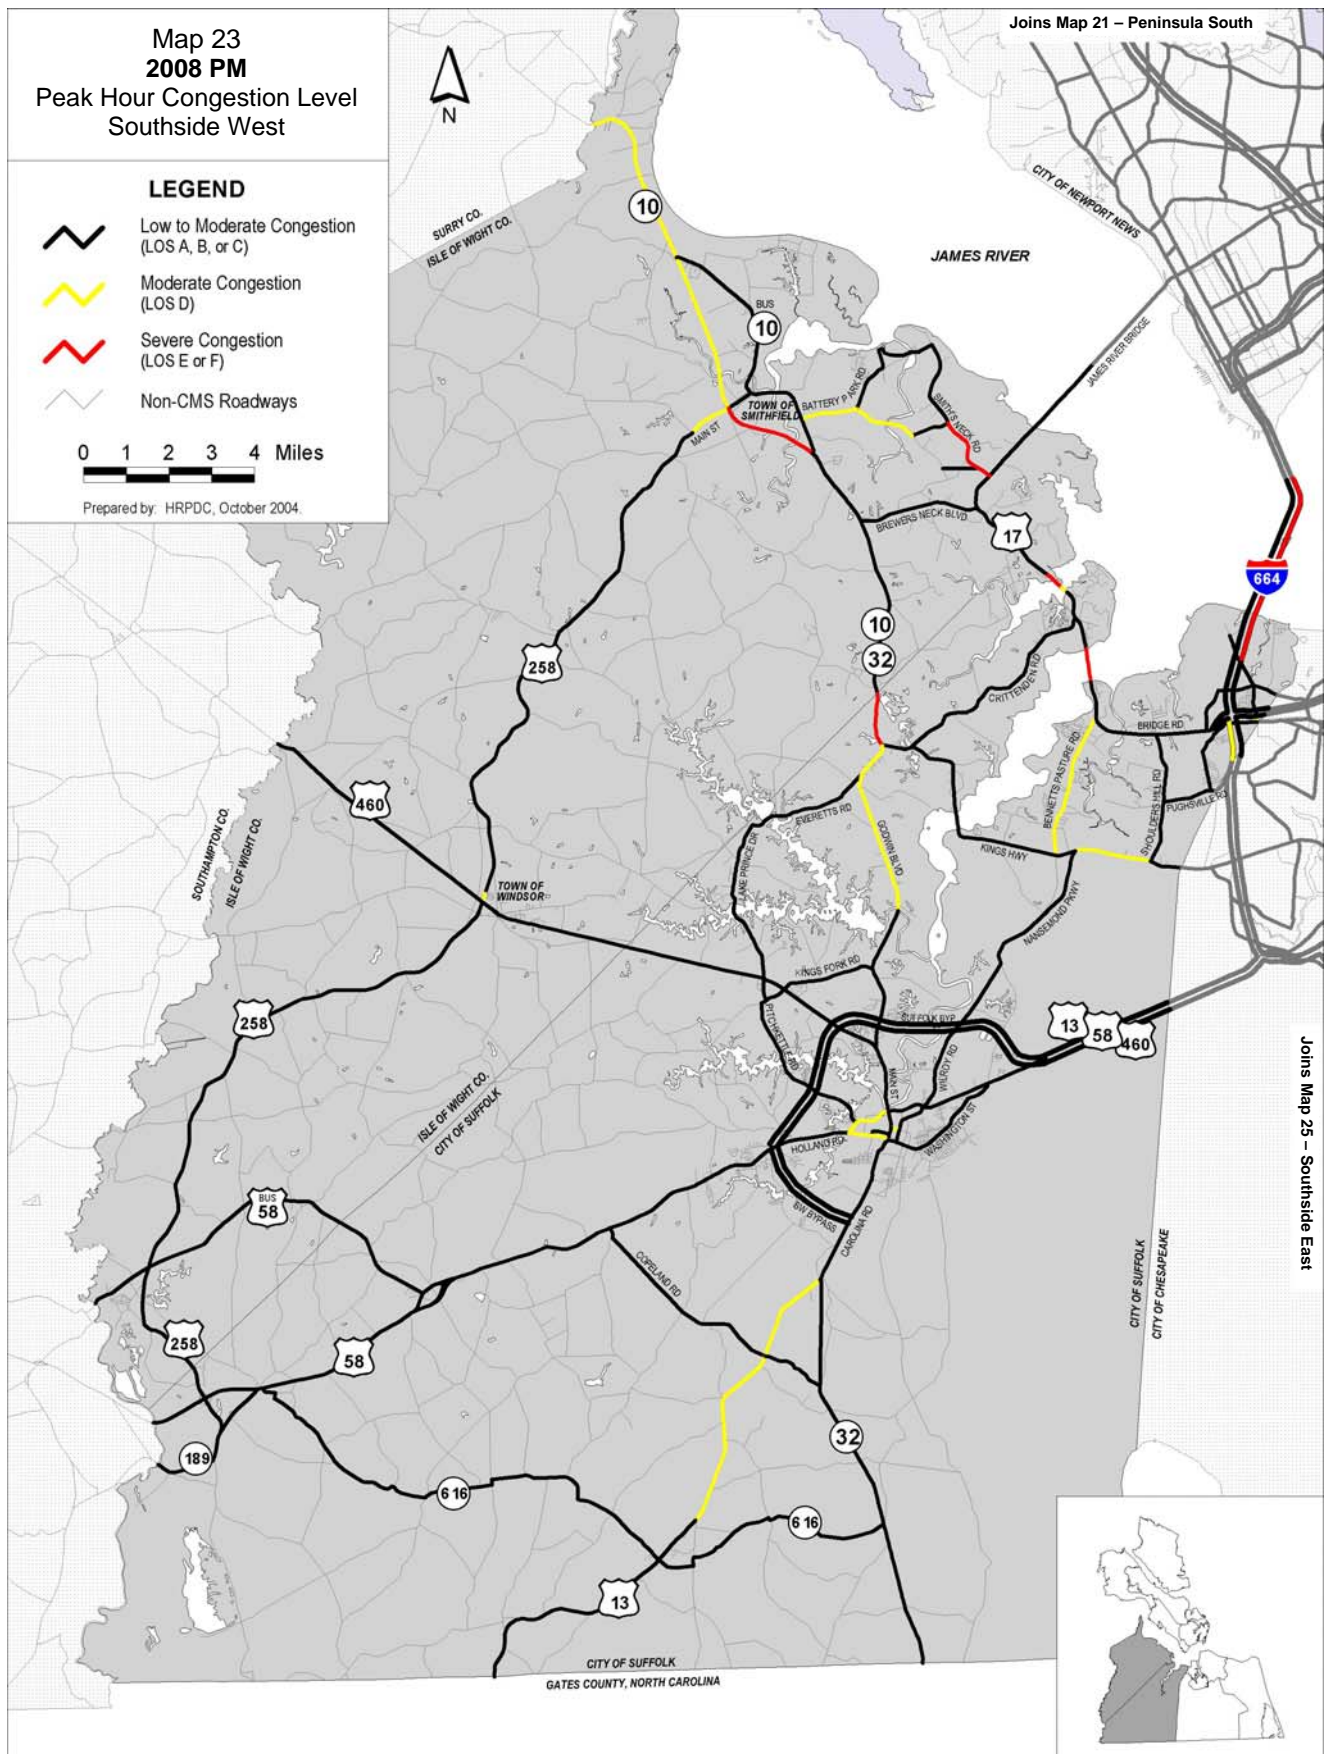 Map 23
2008 PM
Peak Hour Congestion Level
Southside West
Joins Map 21 – Peninsula South
N
LEGEND
Low to Moderate Congestion
(LOS A, B, or C)
Moderate Congestion
(LOS D)
Severe Congestion
(LOS E or F)
Non-CMS Roadways
0 1 2 3 4 Miles
Prepared by: HRPDC, October 2004.
SURRY CO.
ISLE OF WIGHT CO.
10
CITY OF NEWPORT NEWS
JAMES RIVER
BUS
10
JAMES RIVER BRIDGE
BATTERY PARK RD
TOWN OF
SMITHFIELD
SMITH'S NECK RD
MAIN ST
BREWERS NECK BLVD
17
664
10
32
258
CRITTENDEN RD
BRIDGE RD
BENNETTS PASTURE RD
SHOULDERS HILL RD
PUGHSVILLE RD
460
EVERETTS RD
GODWIN BLVD
KINGS HWY
LAKE PRINCE DR
SOUTHAMPTON CO.
ISLE OF WIGHT CO.
TOWN OF
WINDSOR
NANSEMOND PKWY
KINGS FORK RD
258
PITCHKETTLE RD
SUFFOLK BYP
13
58
460
MAIN ST
WILROY RD
WASHINGTON ST
ISLE OF WIGHT CO.
CITY OF SUFFOLK
HOLLAND RD
SW BYPASS
CAROLINA RD
Joins Map 25 – Southside East
BUS
58
COPELAND RD
CITY OF SUFFOLK
CITY OF CHESAPEAKE
258
58
32
189
616
616
13
CITY OF SUFFOLK
GATES COUNTY, NORTH CAROLINA